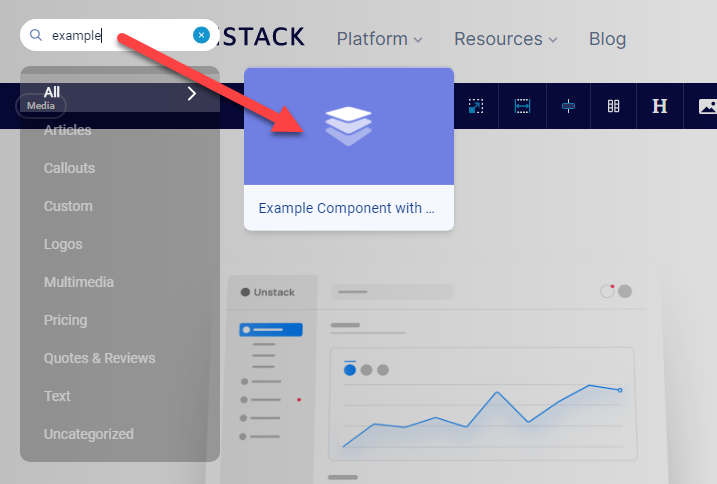 example
NSTACK
Platform
Resources
Blog
All
Media
Articles
Callouts
Custom
Logos
Multimedia
Pricing
Quotes & Reviews
Text
Uncategorized
H
Example Component with ...
Unstack